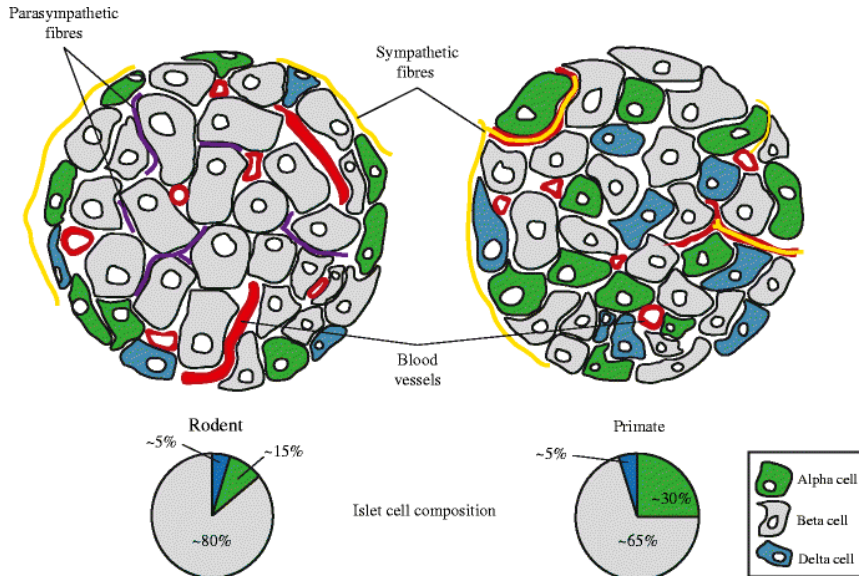 Parasympathetic
fibres
Sympathetic
fibres
Blood
vessels
Rodent
Primate
~5%
~15%
~80%
Islet cell composition
~5%
~30%
~65%
Alpha cell
Beta cell
Delta cell